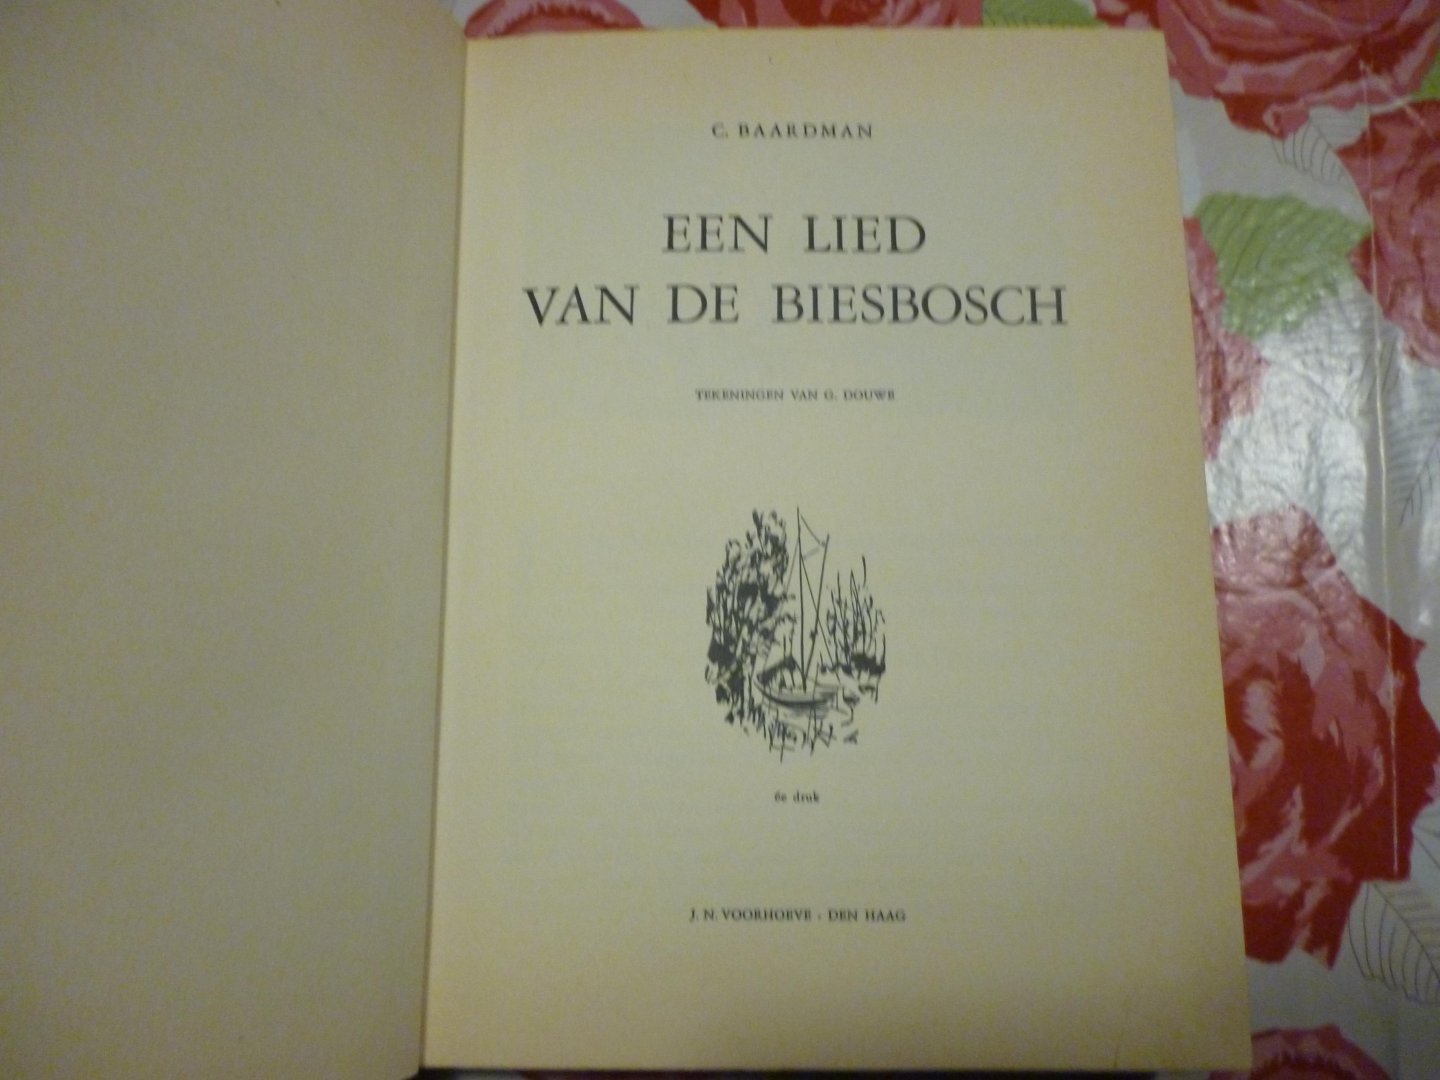 C. BAARDMAN
EEN LIED
VAN DE BIESBOSCH
TEKENINGEN VAN G. DOUWE
6e druk
J. N. VOORHOEVE - DEN HAAG